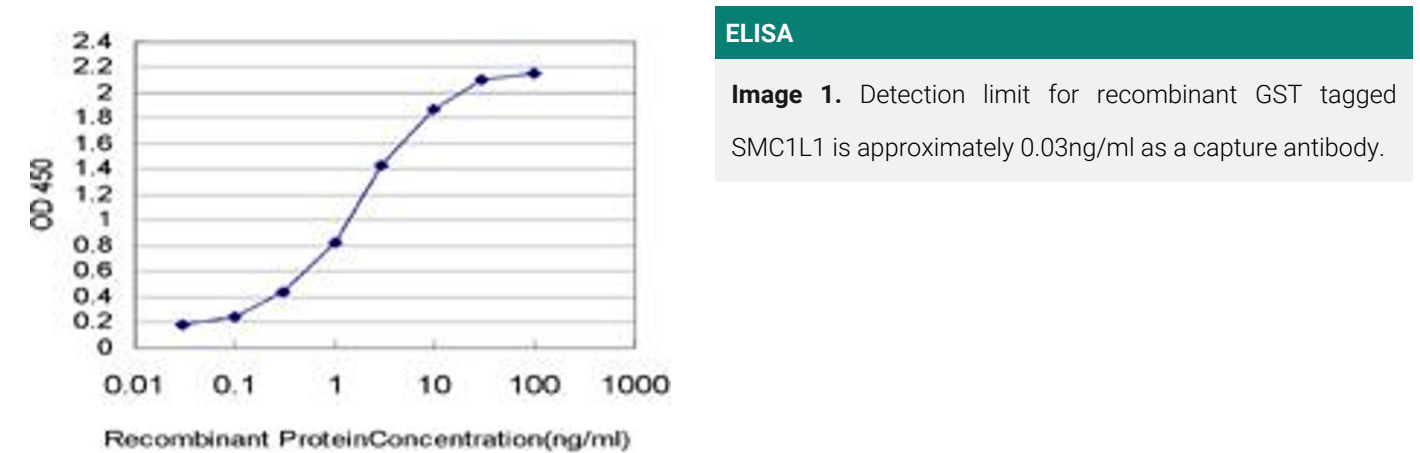 2.4
2.2
2
1.8
1.6
1.4
1.2
1
0.8
0.6
0.4
0.2
0
OD 450
0.01 0.1 1 10 100 1000
Recombinant ProteinConcentration(ng/ml)
ELISA
Image 1. Detection limit for recombinant GST tagged
SMC1L1 is approximately 0.03ng/ml as a capture antibody.